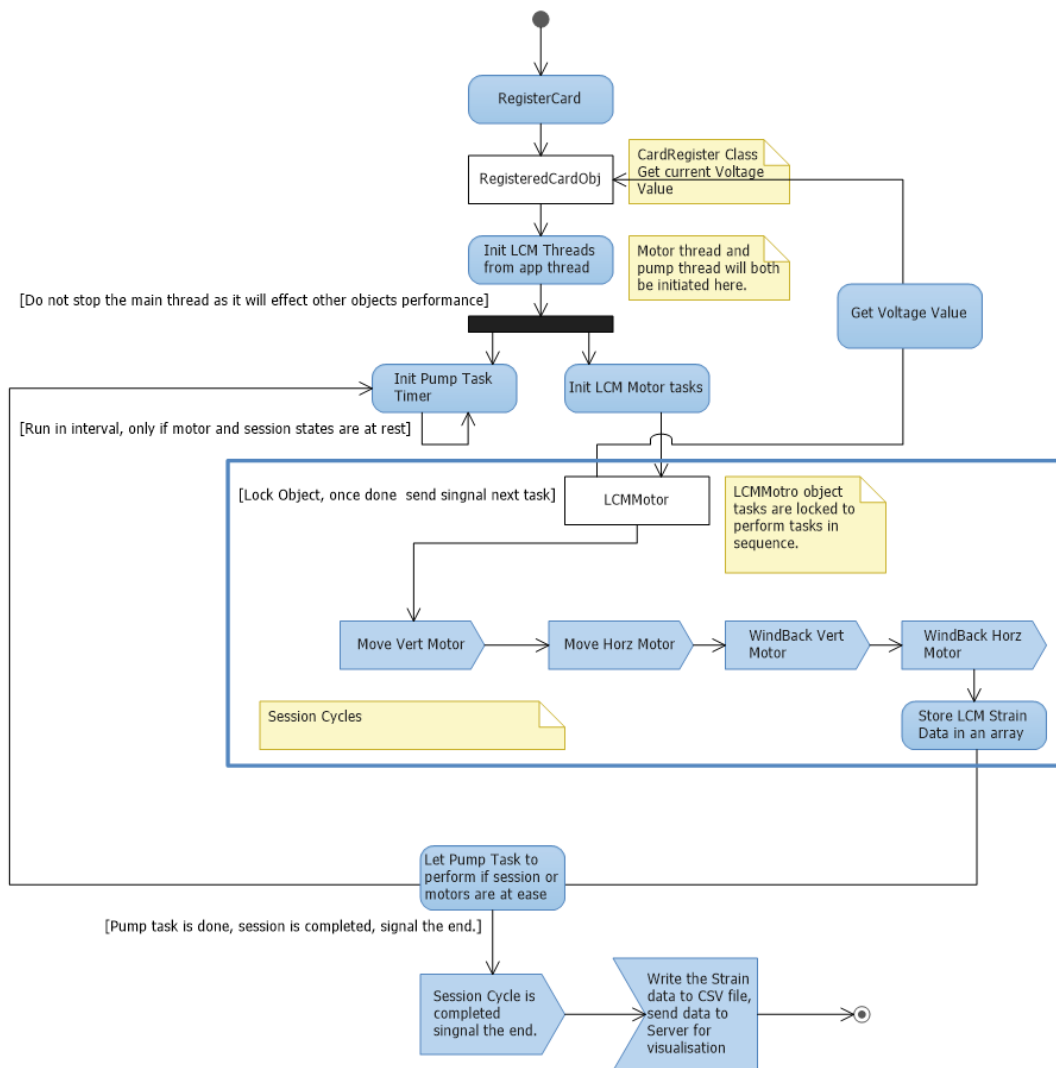 RegisterCard
RegisteredCardObj
CardRegister Class
Get current Voltage
Value
Init LCM Threads
from app thread
Motor thread and
pump thread will both
be initiated here.
[Do not stop the main thread as it will effect other objects performance]
Get Voltage Value
Init Pump Task
Timer
Init LCM Motor tasks
[Run in interval, only if motor and session states are at rest]
[Lock Object, once done  send singnal next task]
LCMMotor
LCMMotro object
tasks are locked to
perform tasks in
sequence.
Move Vert Motor
Move Horz Motor
WindBack Vert
Motor
WindBack Horz
Motor
Session Cycles
Store LCM Strain
Data in an array
Let Pump Task to
perform if session or
motors are at ease
[Pump task is done, session is completed, signal the end.]
Session Cycle is
completed
singnal the end.
Write the Strain
data to CSV file,
send data to
Server for
visualisation